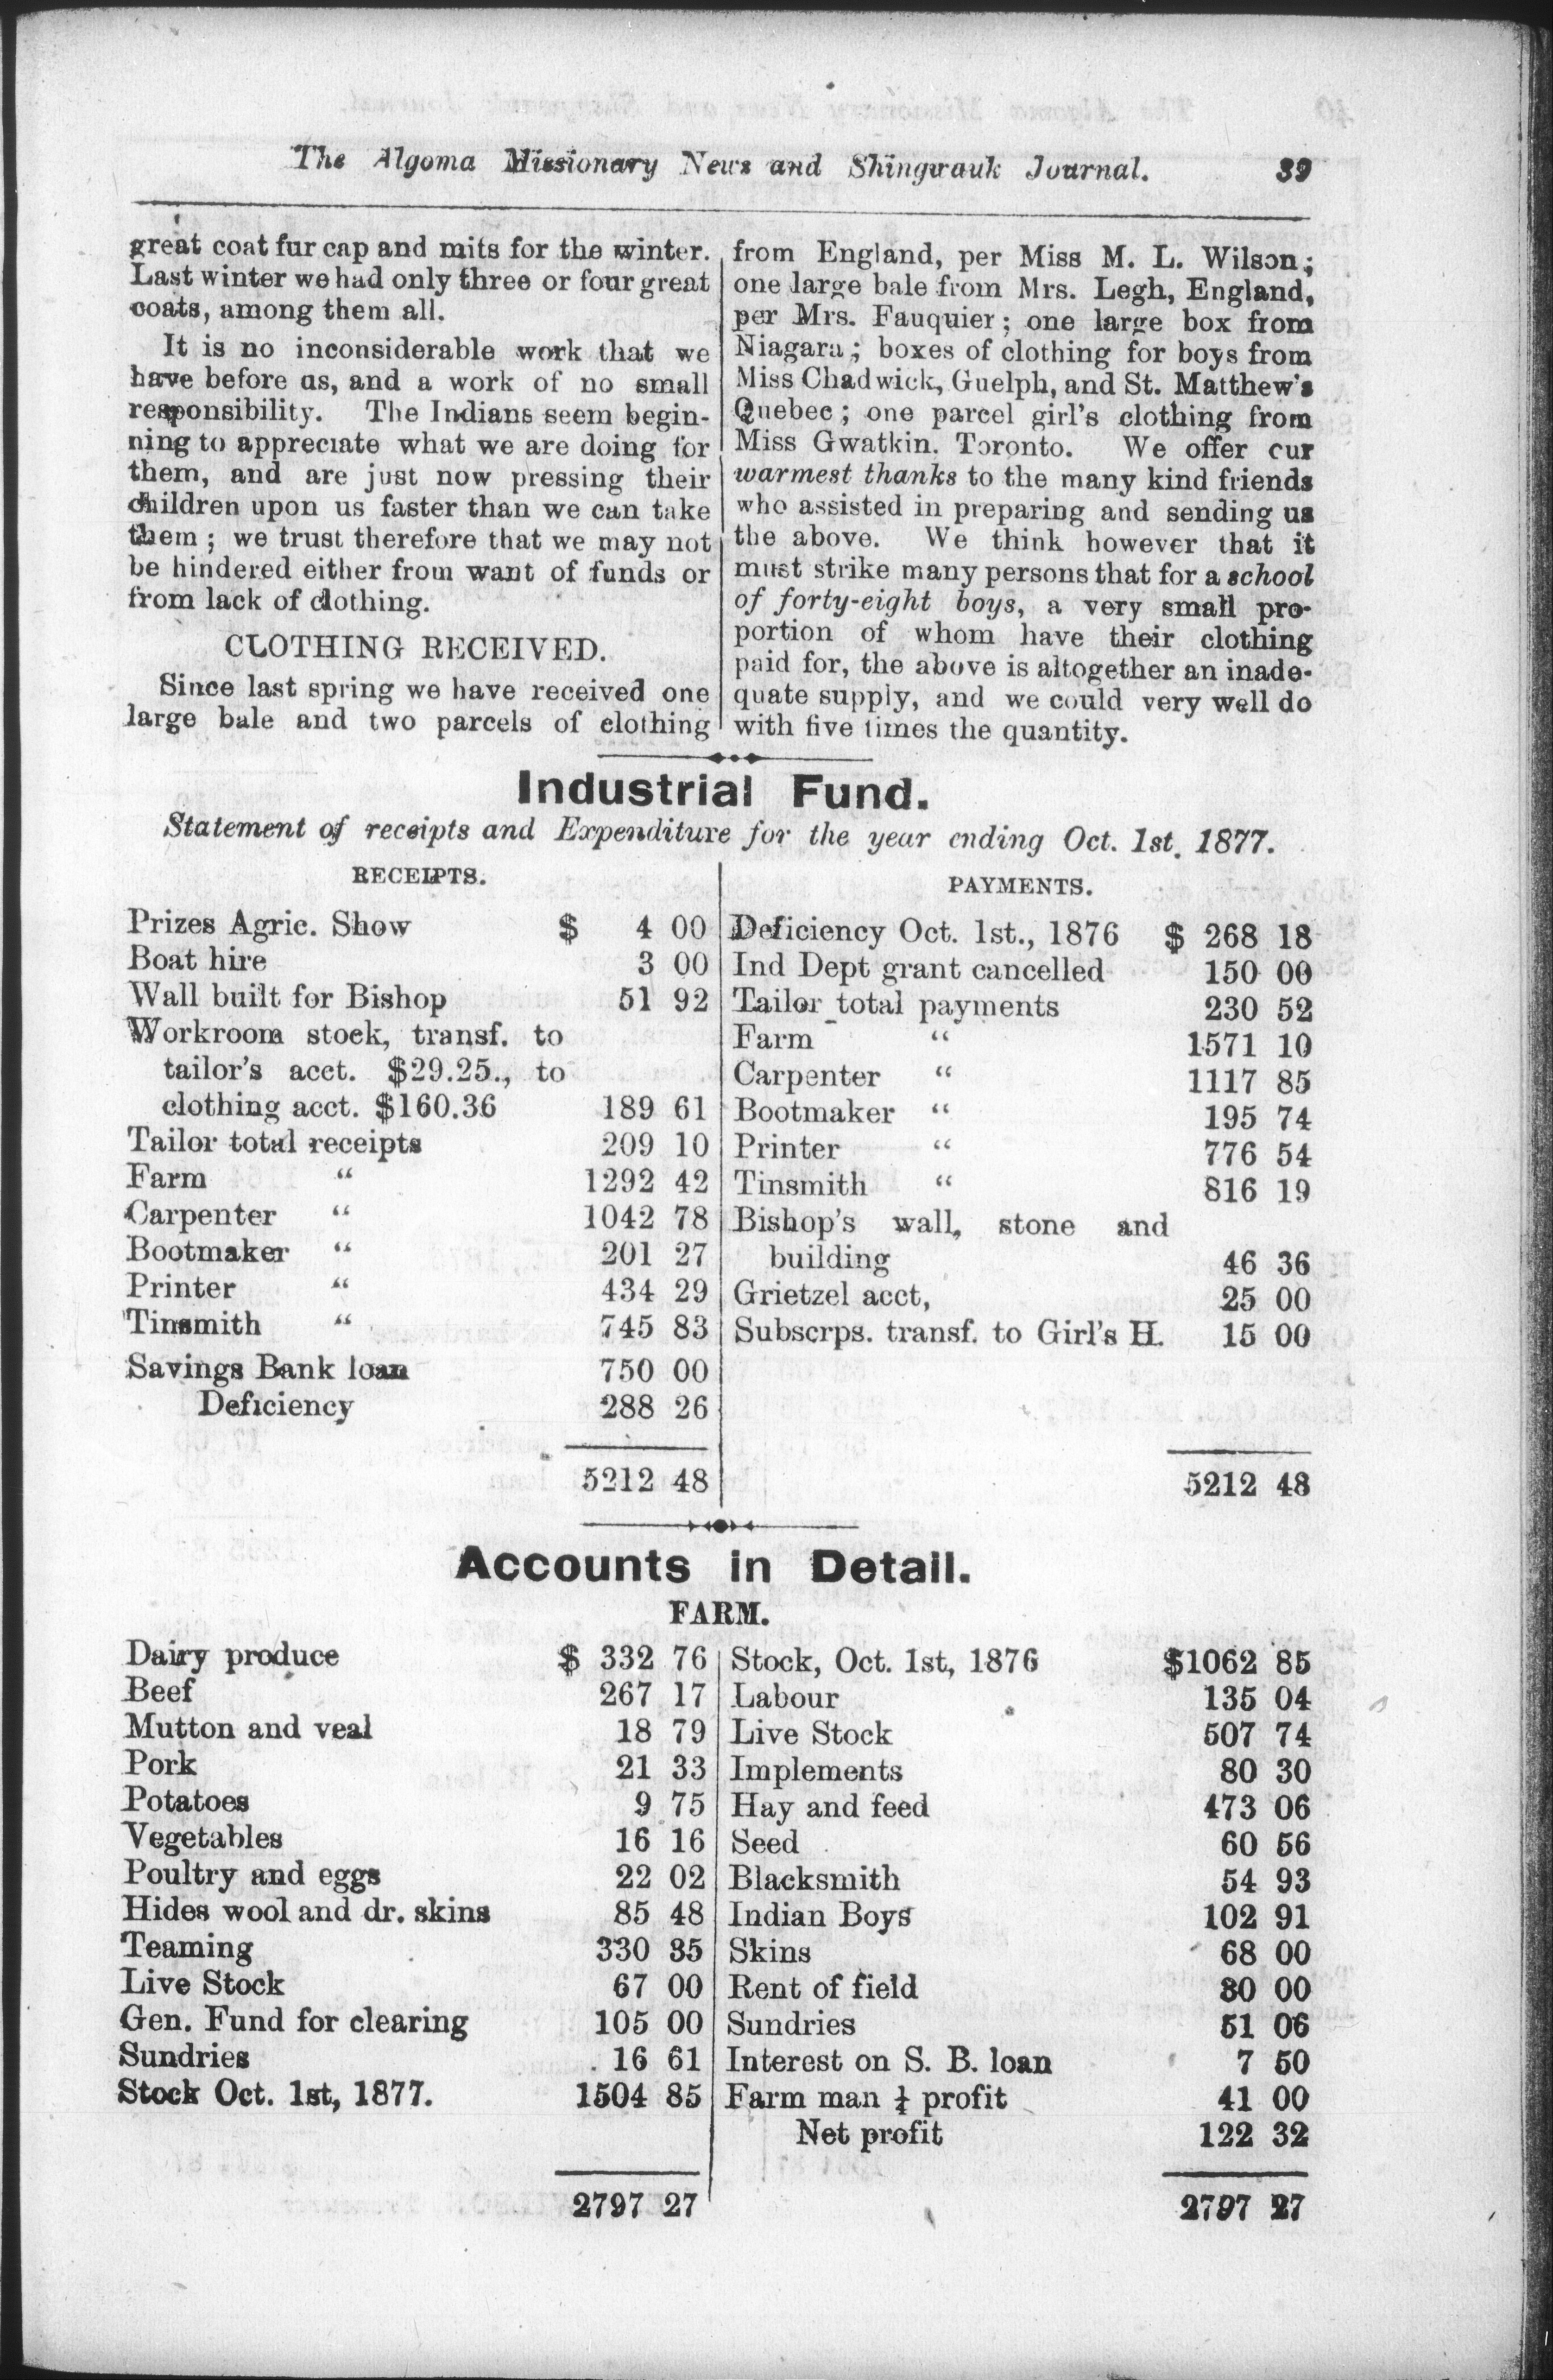 The Algoma Missionary News and Shingwauk Journal. 39
great coat fur cap and mits for the winter.
Last winter we had only three or four great
coats, among them all.
It is no inconsiderable work that we
have before us, and a work of no small
responsibility. The Indians seem begin-
ning to appreciate what we are doing for
them, and are just now pressing their
children upon us faster than we can take
them ; we trust therefore that we may not
be hindered either from want of funds or
from lack of clothing.
CLOTHING RECEIVED.
Since last spring we have received one
large bale and two parcels of clothing
from England, per Miss M. L. Wilson;
one large bale from Mrs. Legh, England,
per Mrs. Fauquier; one large box from
Niagara; boxes of clothing for boys from
Miss Chadwick, Guelph, and St. Matthew's
Quebec; one parcel girl's clothing from
Miss Gwatkin. Toronto. We offer our
warmest thanks to the many kind friends
who assisted in preparing and sending us
the above. We think however that it
must strike many persons that for a school
of forty-eight boys, a very small pro-
portion of whom have their clothing
paid for, the above is altogether an inade-
quate supply, and we could very well do
with five times the quantity.
Industrial Fund.
Statement of receipts and Expenditure for the year ending Oct. 1st. 1877.
RECEIPTS.
Prizes Agric. Show $ 4 00
Boat hire 3 00
Wall built for Bishop 51 92
Workroom stock, transf. to
tailor's acct. $29.25., to
clothing acct. $160.36 189 61
Tailor total receipts 209 10
Farm " 1292 42
Carpenter " 1042 78
Bootmaker " 201 27
Printer " 434 29
Tinsmith " 745 83
Savings Bank loan 750 00
Deficiency 288 26
5212 48
PAYMENTS.
Deficiency Oct. 1st., 1876 $ 268 18
Ind Dept grant cancelled 150 00
Tailor total payments 230 52
Farm " 1571 10
Carpenter " 1117 85
Bootmaker " 195 74
Printer " 776 54
Tinsmith " 816 19
Bishop's wall, stone and
building 46 36
Grietzel acct, 25 00
Subscrps. transf. to Girl's H. 15 00
5212 48
Accounts in Detail.
FARM.
Dairy produce $ 332 76
Beef 267 17
Mutton and veal 18 79
Pork 21 33
Potatoes 9 75
Vegetables 16 16
Poultry and eggs 22 02
Hides wool and dr. skins 85 48
Teaming 330 35
Live Stock 67 00
Gen. Fund for clearing 105 00
Sundries 16 61
Stock Oct. 1st, 1877. 1504 85
2797 27
Stock, Oct. 1st, 1876 $1062 85
Labour 135 04
Live Stock 507 74
Implements 80 30
Hay and feed 473 06
Seed 60 56
Blacksmith 54 93
Indian Boys 102 91
Skins 68 00
Rent of field 30 00
Sundries 51 06
Interest on S. B. loan 7 50
Farm man ¼ profit 41 00
Net profit 122 32
2797 27